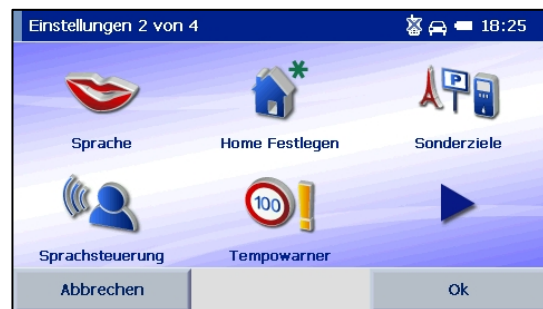 Einstellungen 2 von 4 18:25
P
Sprache Home Festlegen Sonderziele
100
Sprachsteuerung Tempowarner
Abbrechen Ok